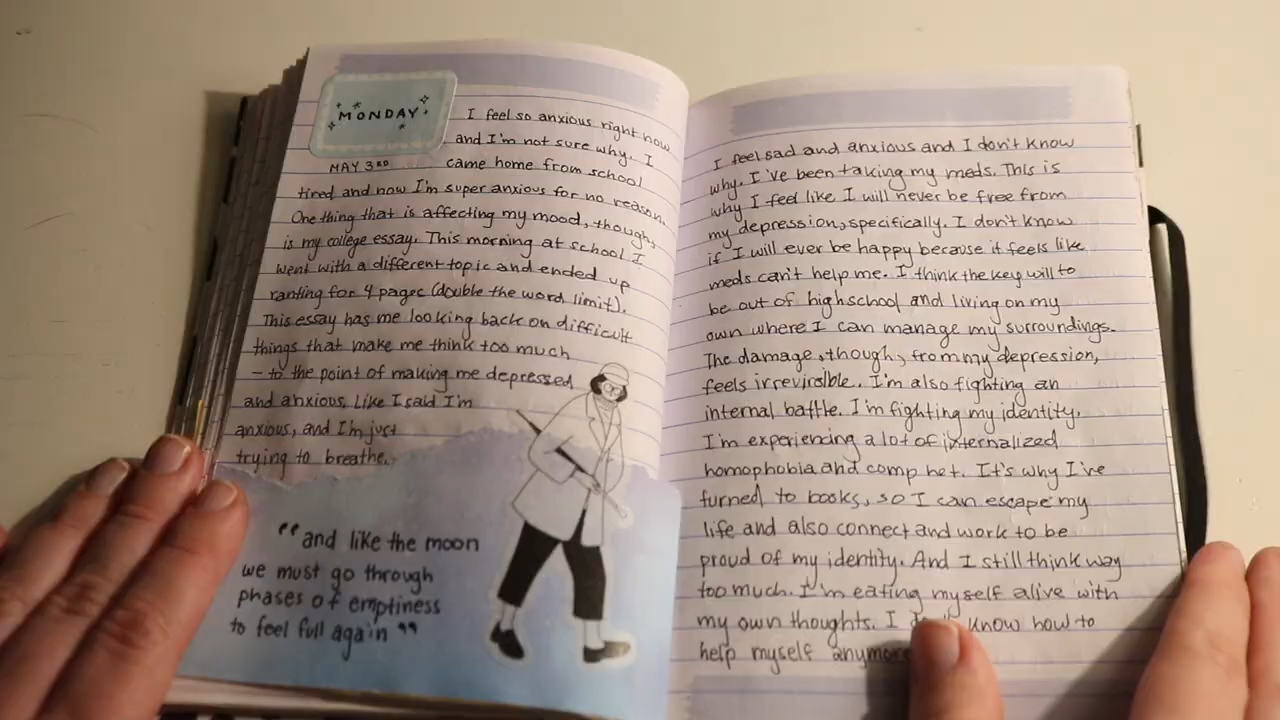 MONDAY
MAY 3RD
I feel so anxious right now
and I'm not sure why. I
came home from school
tired and now I'm super anxious for no reason.
One thing that is affecting my mood, though,
is my college essay. This morning at school I
went with a different topic and ended up
ranting for 4 pages (double the word limit).
This essay has me looking back on difficult
things that make me think too much
– to the point of making me depressed
and anxious. Like I said I'm
anxious, and I'm just
trying to breathe.
"and like the moon
we must go through
phases of emptiness
to feel full again"
I feel sad and anxious and I don't know
why. I've been taking my meds. This is
why I feel like I will never be free from
my depression, specifically. I don't know
if I will ever be happy because it feels like
meds can't help me. I think the key will to
be out of highschool and living on my
own where I can manage my surroundings.
The damage, though, from my depression,
feels irreversible. I'm also fighting an
internal battle. I'm fighting my identity.
I'm experiencing a lot of internalized
homophobia and comp het. It's why I've
turned to books, so I can escape my
life and also connect and work to be
proud of my identity. And I still think way
too much. I'm eating myself alive with
my own thoughts. I know how to
help myself anymore